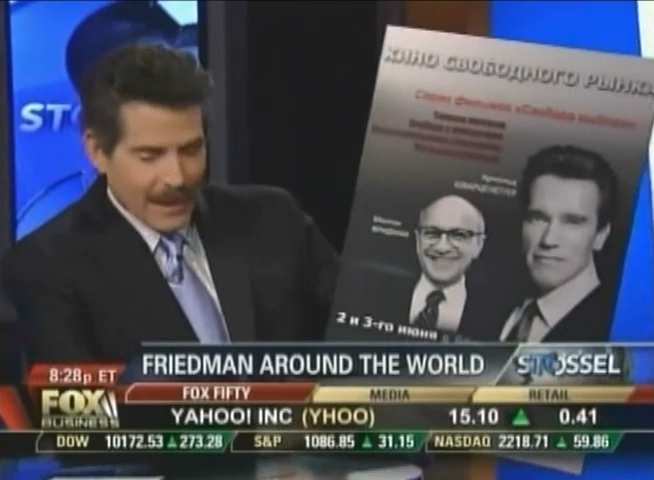 КИНО СВОБОДНОГО РЫНКА
Серия фильмов «Свобода выбора»
Арнольд
ШВАРЦЕНЕГГЕР
Милтон
ФРИДМАН
2 и 3-го июня в
ST
FRIEDMAN AROUND THE WORLD
STOSSEL
8:28p ET
FOX FIFTY
MEDIA
RETAIL
FOX
BUSINESS
YAHOO! INC (YHOO) 15.10 ▲ 0.41
DOW 10172.53 ▲ 273.28 S&P 1086.85 ▲ 31.15 NASDAQ 2218.71 ▲ 59.86